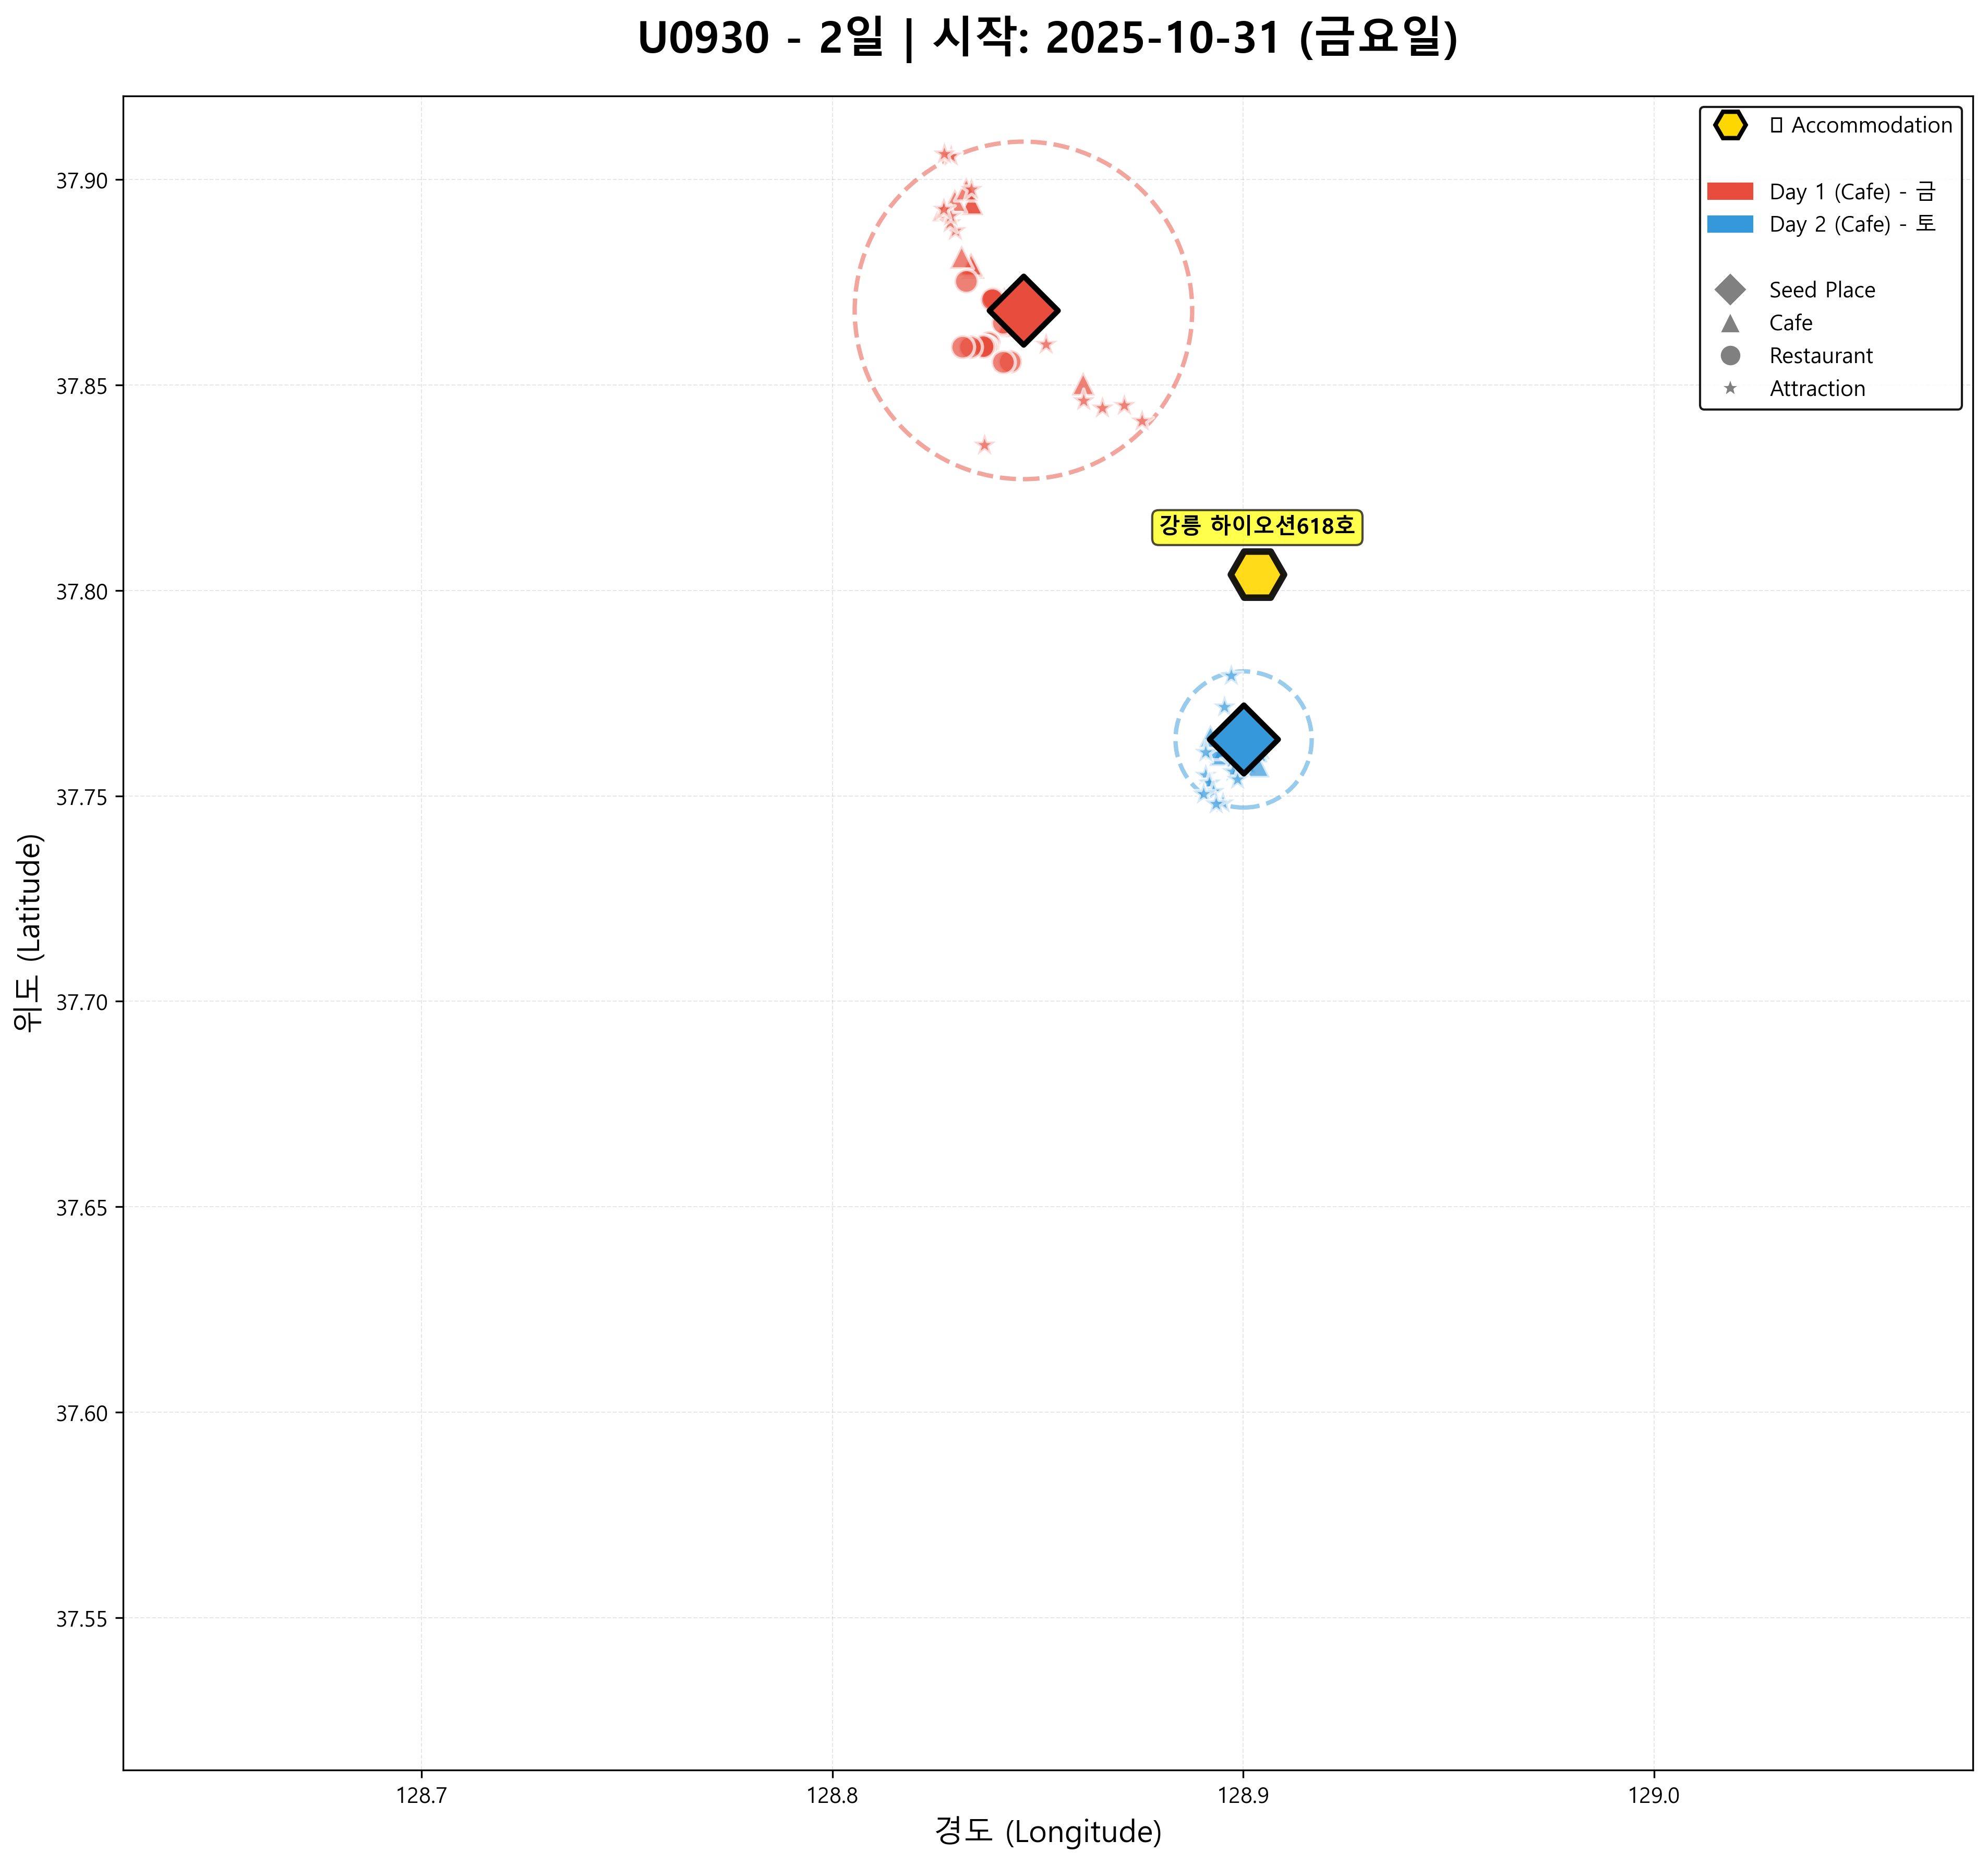 U0930 - 2일 | 시작: 2025-10-31 (금요일)
Accommodation
Day 1 (Cafe) - 금
Day 2 (Cafe) - 토
Seed Place
Cafe
Restaurant
Attraction
강릉 하이오션618호
위도 (Latitude)
37.90
37.85
37.80
37.75
37.70
37.65
37.60
37.55
128.7
128.8
128.9
129.0
경도 (Longitude)